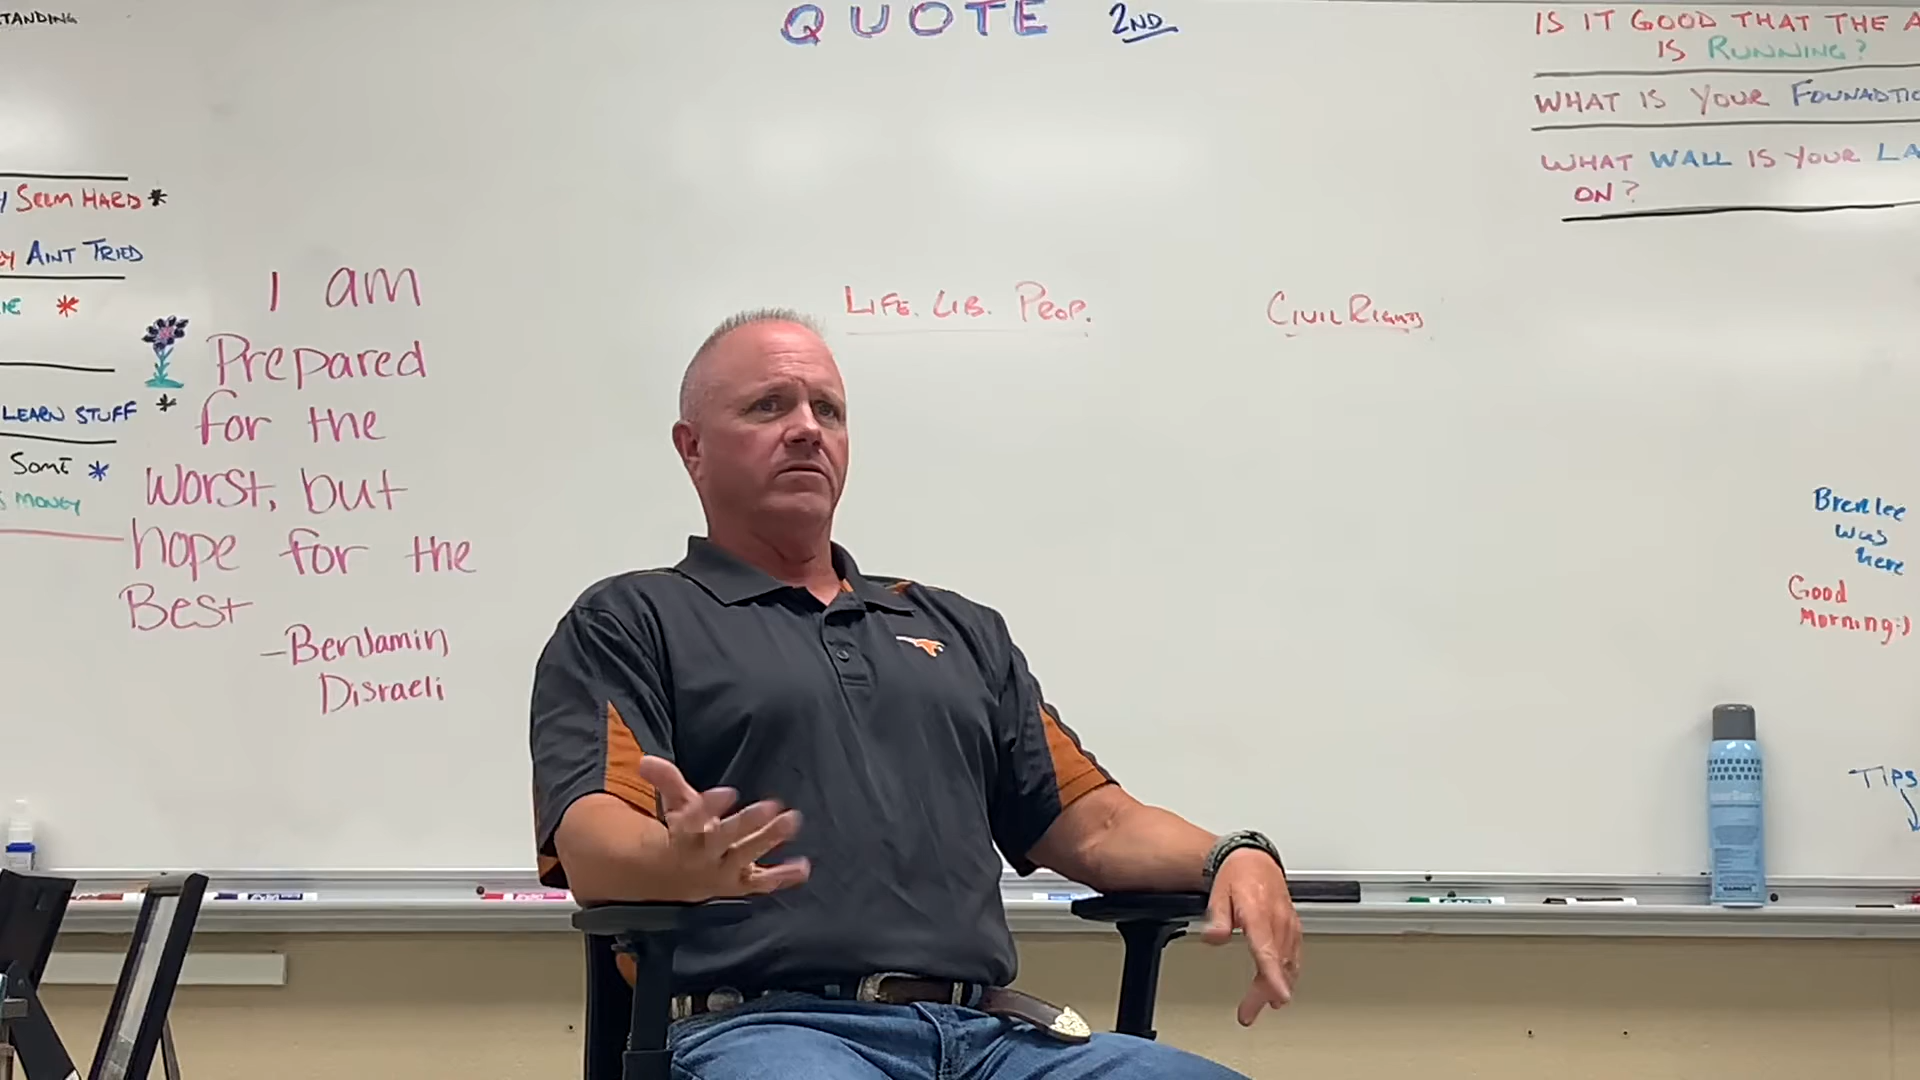 TANDING
SEEM HARD *
AINT TRIED
*
LEARN STUFF *
SOME *
MONEY
I am
Prepared
for the
worst, but
hope for the
Best
-Benjamin
Disraeli
QUOTE 2ND
LIFE. LIB. PROP.
CIVIL RIGHTS
IS IT GOOD THAT THE A
IS RUNNING?
WHAT IS YOUR FOUNADTIO
WHAT WALL IS YOUR LA
ON?
Brenlee
was
here
Good
Morning:)
TIPS